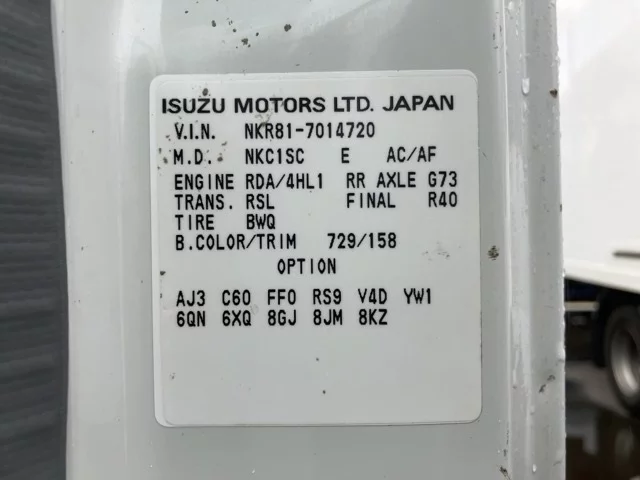 ISUZU MOTORS LTD. JAPAN
V.I.N. NKR81-7014720
M.D. NKC1SC E AC/AF
ENGINE RDA/4HL1 RR AXLE G73
TRANS. RSL FINAL R40
TIRE BWQ
B.COLOR/TRIM 729/158
OPTION
AJ3 C60 FF0 RS9 V4D YW1
6QN 6XQ 8GJ 8JM 8KZ